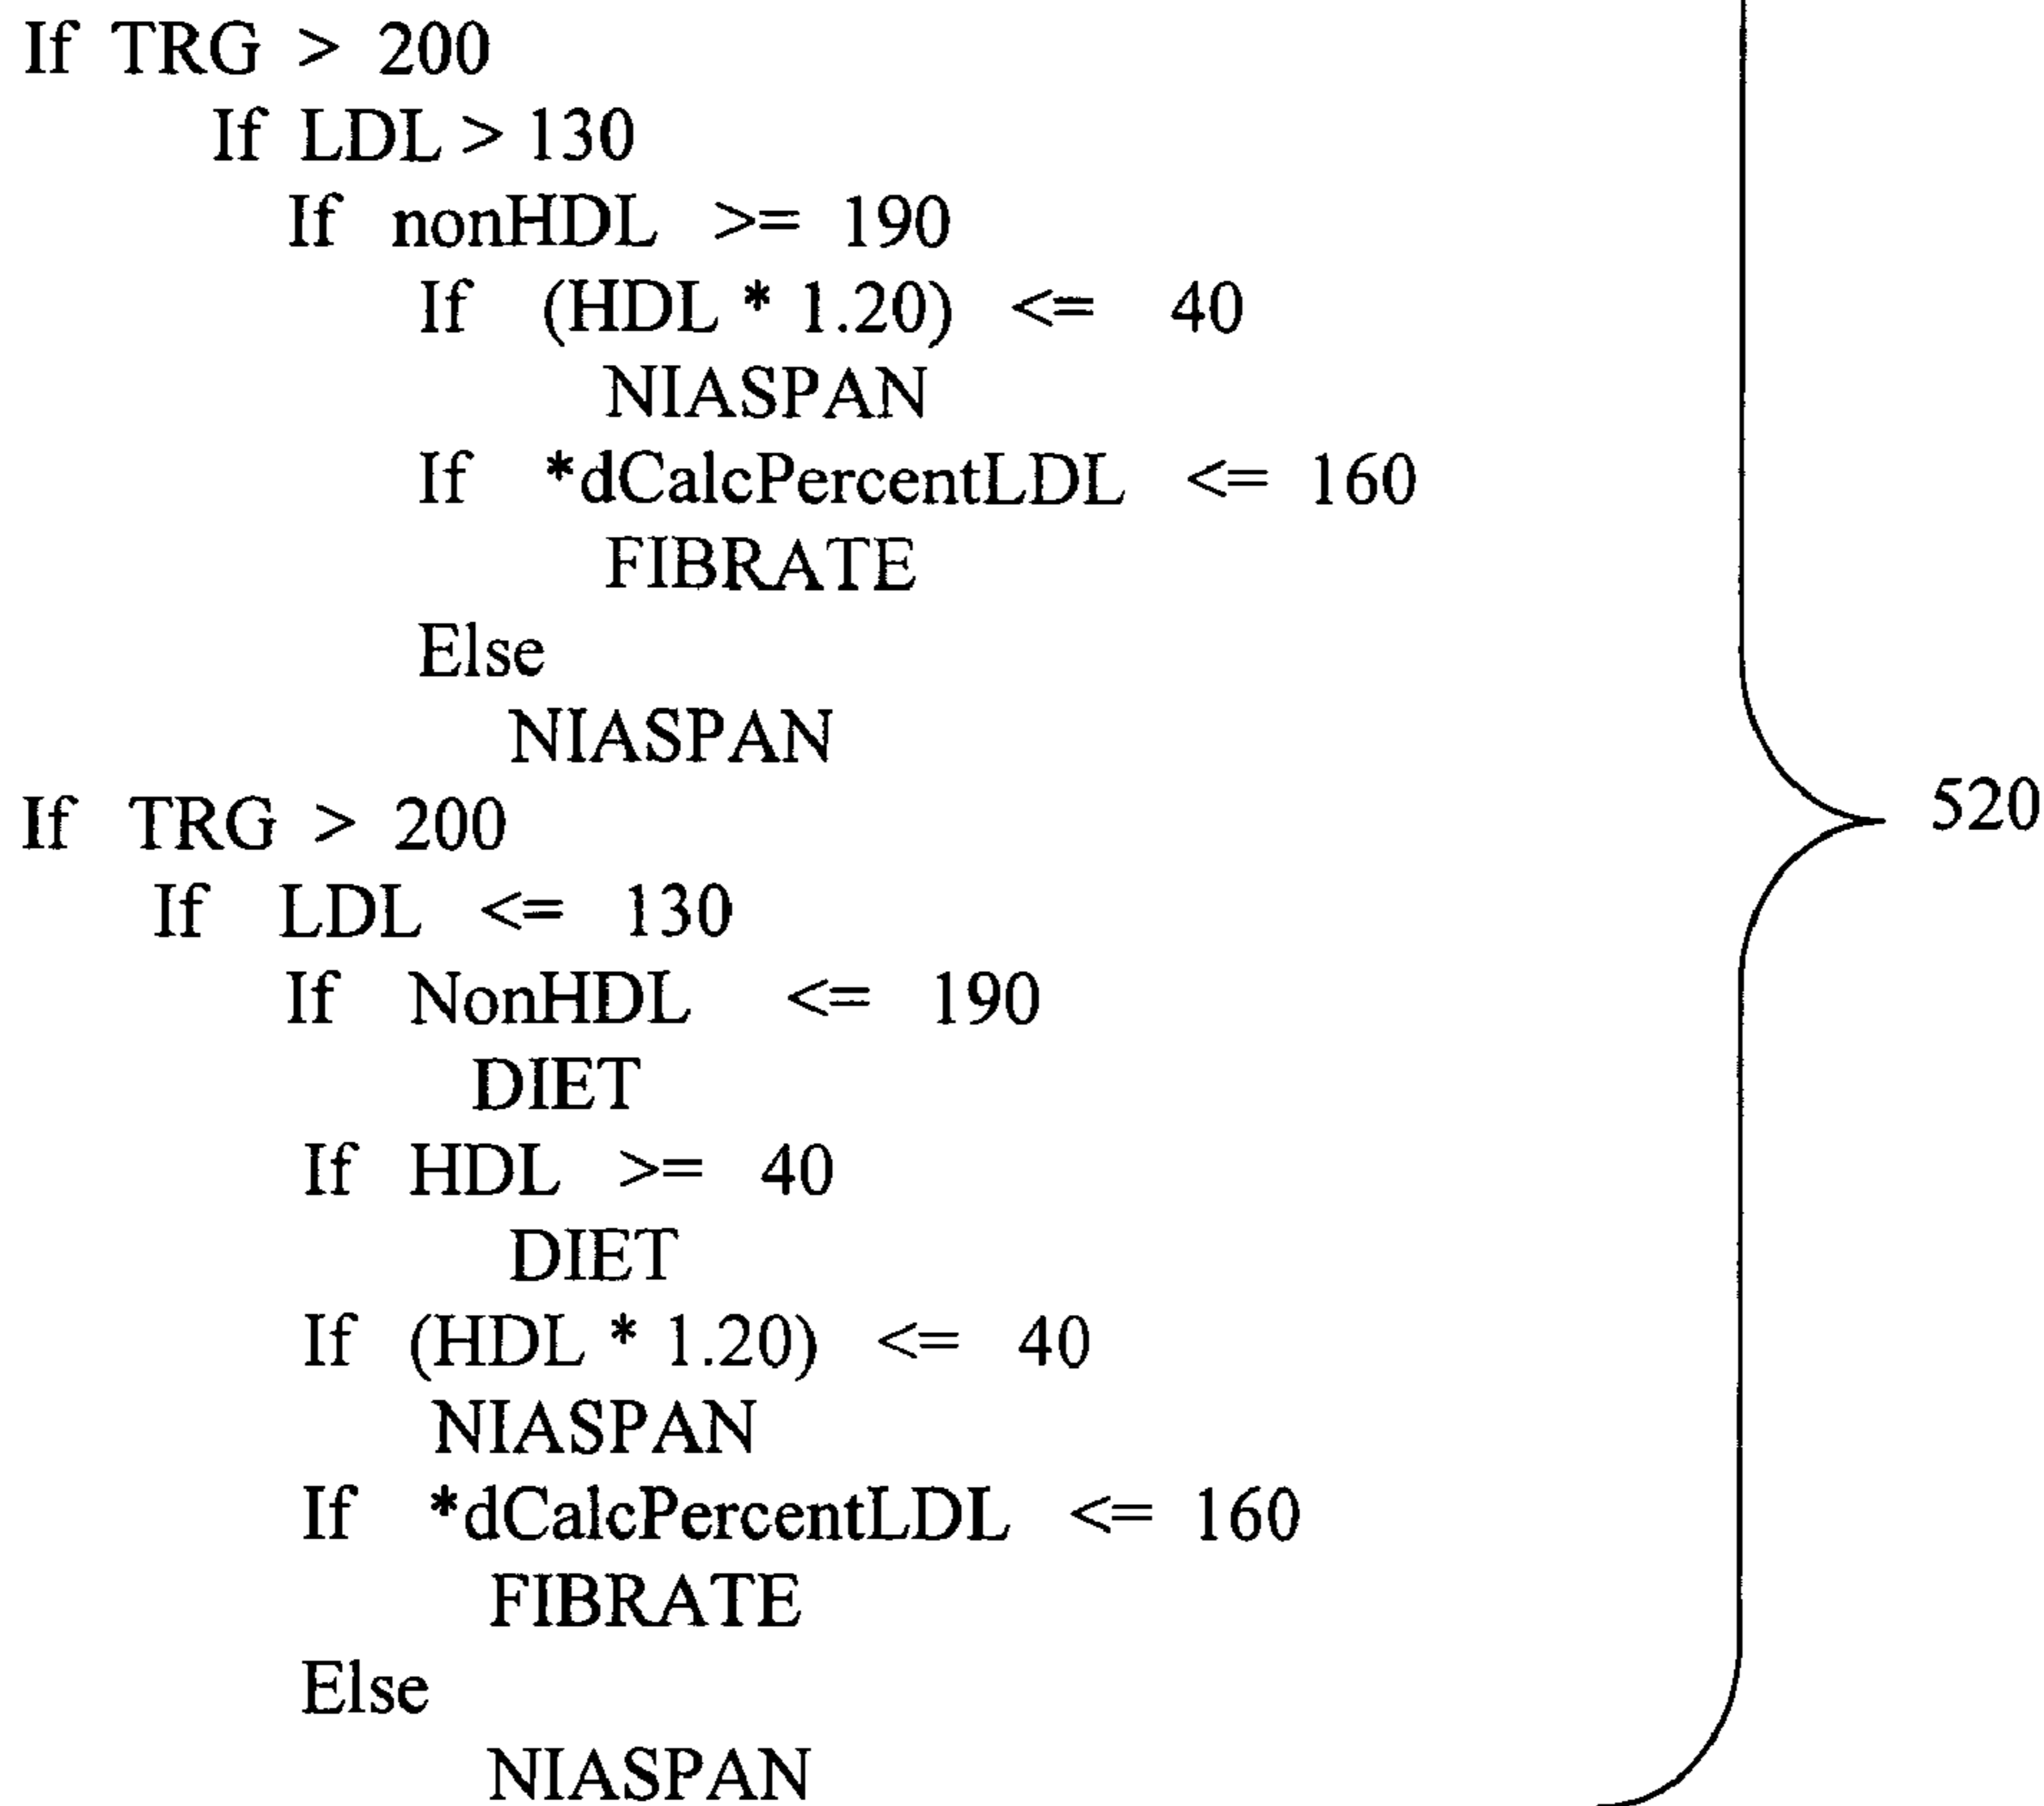 If TRG > 200
If LDL > 130
If nonHDL >= 190
If (HDL * 1.20) <= 40
NIASPAN
If *dCalcPercentLDL <= 160
FIBRATE
Else
NIASPAN
If TRG > 200
520
If LDL <= 130
If NonHDL <= 190
DIET
If HDL >= 40
DIET
If (HDL * 1.20) <= 40
NIASPAN
If *dCalcPercentLDL <= 160
FIBRATE
Else
NIASPAN